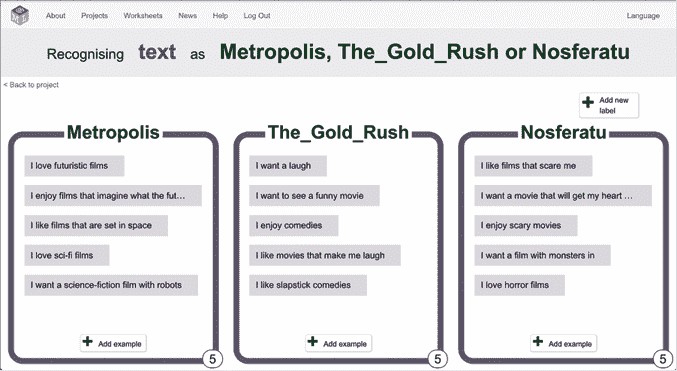 About Projects Worksheets News Help Log Out Language
Recognising text as Metropolis, The_Gold_Rush or Nosferatu
< Back to project
Add new label
Metropolis
I love futuristic films
I enjoy films that imagine what the fut…
I like films that are set in space
I love sci-fi films
I want a science-fiction film with robots
Add example
5
The_Gold_Rush
I want a laugh
I want to see a funny movie
I enjoy comedies
I like movies that make me laugh
I like slapstick comedies
Add example
5
Nosferatu
I like films that scare me
I want a movie that will get my heart …
I enjoy scary movies
I want a film with monsters in
I love horror films
Add example
5